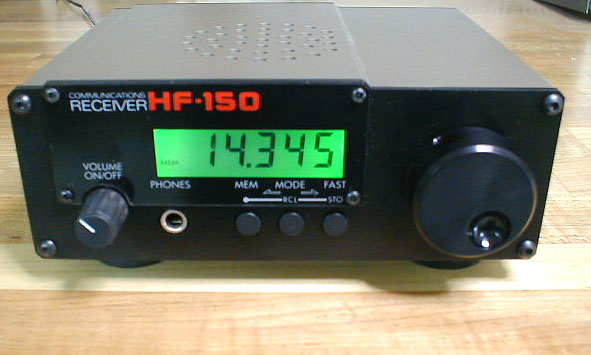 COMMUNICATIONS
RECEIVER HF-150
MEM 14.345
VOLUME
ON/OFF
PHONES
MEM MODE FAST
RCL STO